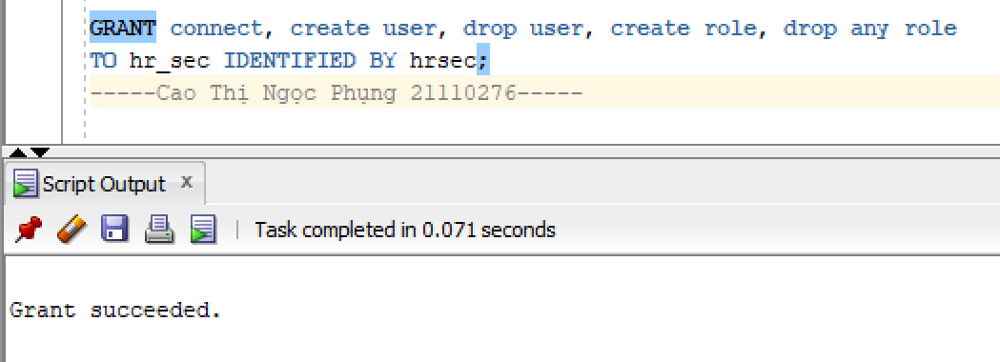 GRANT connect, create user, drop user, create role, drop any role
TO hr_sec IDENTIFIED BY hrsec;
-----Cao Thị Ngọc Phụng 21110276-----
Script Output x
Task completed in 0.071 seconds
Grant succeeded.